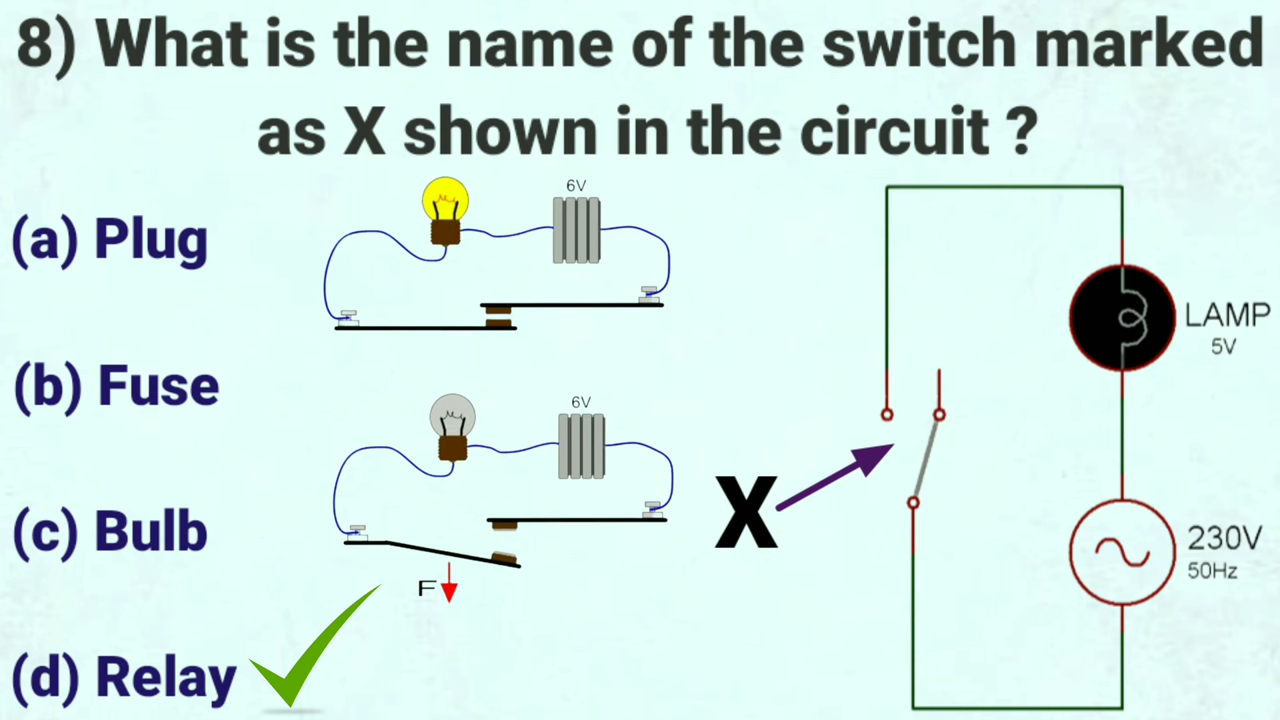 8) What is the name of the switch marked
as X shown in the circuit ?
(a) Plug
(b) Fuse
(c) Bulb
(d) Relay
6V
6V
F
X
LAMP
5V
230V
50Hz